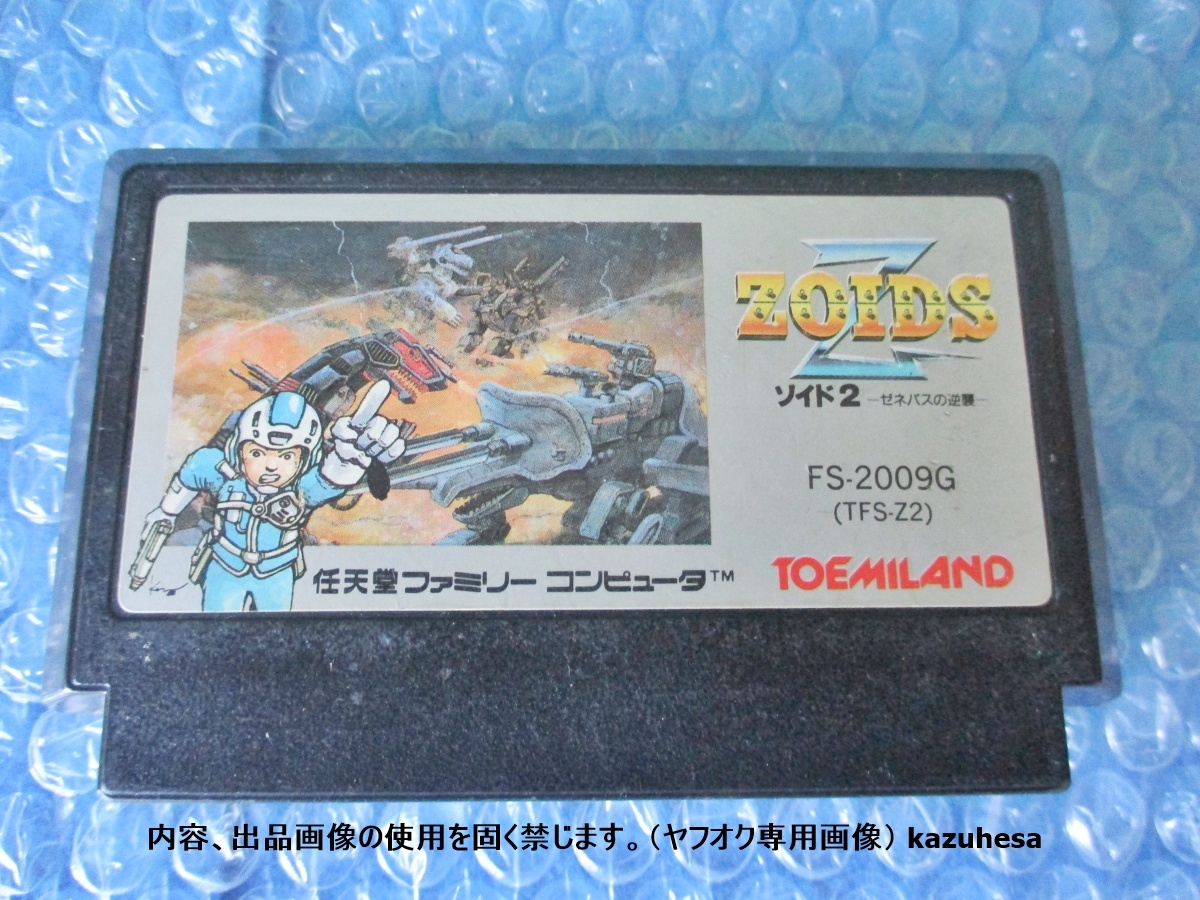 Z
ZOIDS
ゾイド2 —ゼネバスの逆襲—
FS-2009G
(TFS-Z2)
任天堂ファミリー コンピュータ™
TOEMILAND
内容、出品画像の使用を固く禁じます。（ヤフオク専用画像） kazuhesa